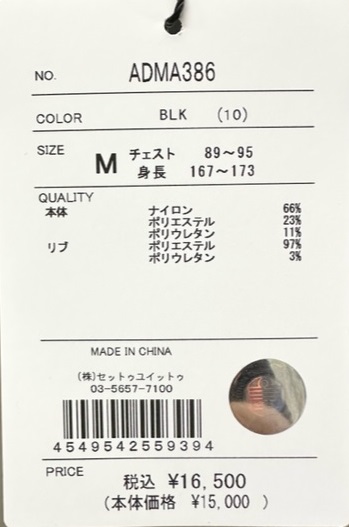 NO. ADMA386
COLOR BLK (10)
SIZE M チェスト 89〜95
身長 167〜173
QUALITY
本体 ナイロン 66%
ポリエステル 23%
ポリウレタン 11%
リブ ポリエステル 97%
ポリウレタン 3%
MADE IN CHINA
(株)セットゥユイットゥ
03-5657-7100
4549542559394
PRICE
税込 ¥16,500
(本体価格 ¥15,000 )